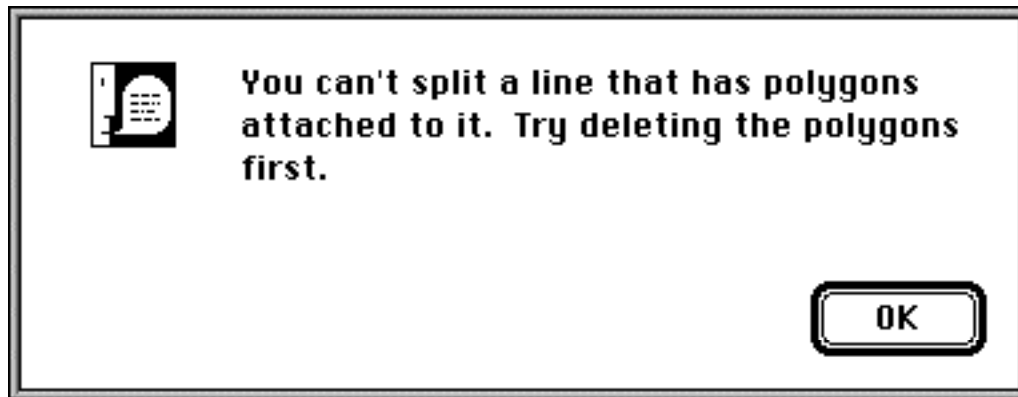 You can't split a line that has polygons
attached to it.  Try deleting the polygons
first.
OK